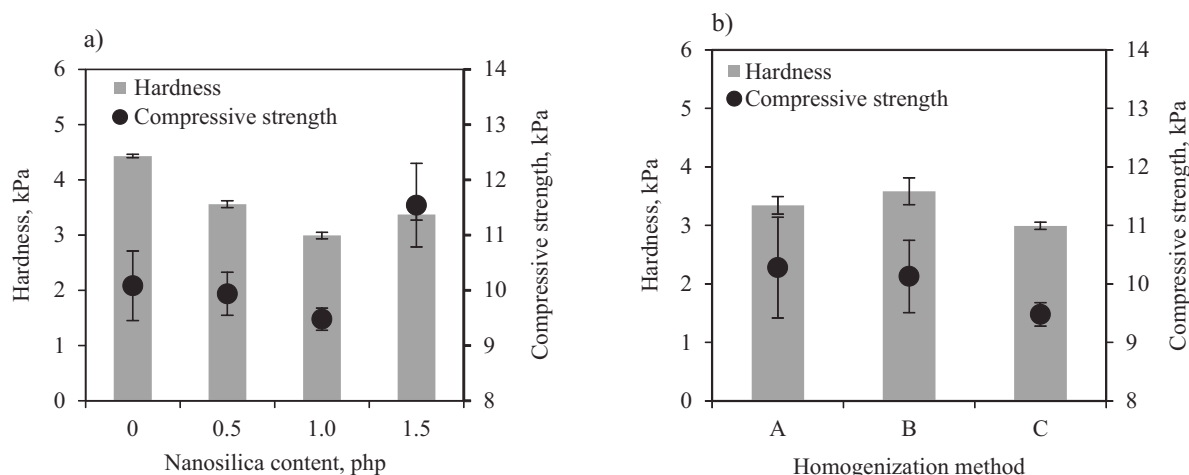 a)
Hardness
Compressive strength
6
5
4
3
2
1
0
Hardness, kPa
14
13
12
11
10
9
8
Compressive strength, kPa
0 0.5 1.0 1.5
Nanosilica content, php
b)
Hardness
Compressive strength
6
5
4
3
2
1
0
Hardness, kPa
14
13
12
11
10
9
8
Compressive strength, kPa
A B C
Homogenization method